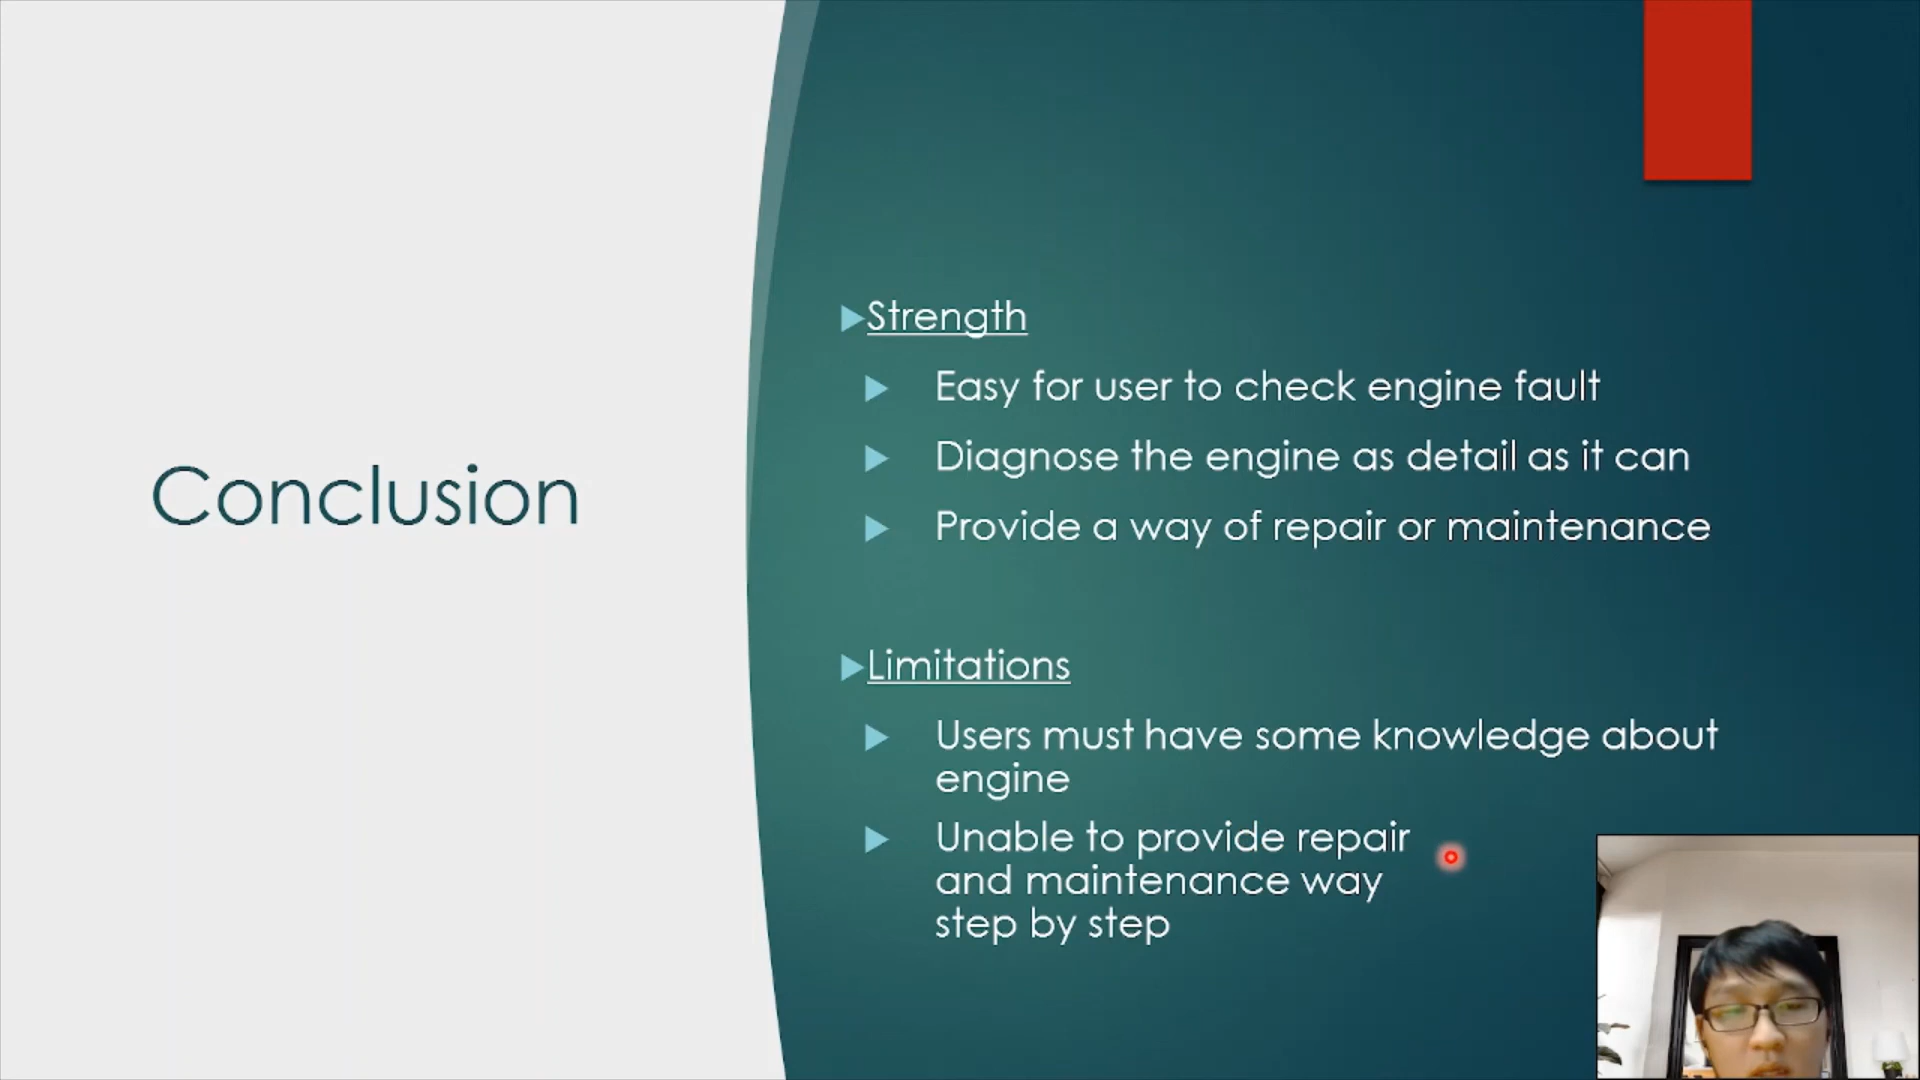 Conclusion
Strength
Easy for user to check engine fault
Diagnose the engine as detail as it can
Provide a way of repair or maintenance
Limitations
Users must have some knowledge about
engine
Unable to provide repair
and maintenance way
step by step